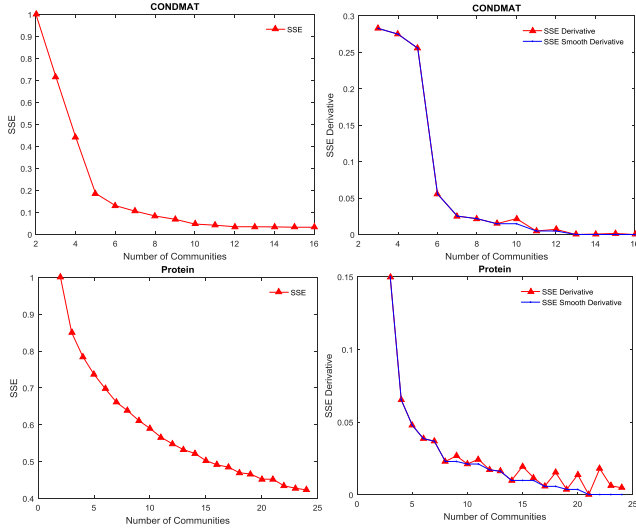 CONDMAT
1
0.9
0.8
0.7
0.6
0.5
0.4
0.3
0.2
0.1
0
SSE
SSE
2 4 6 8 10 12 14 16
Number of Communities
CONDMAT
0.3
0.25
0.2
0.15
0.1
0.05
0
SSE Derivative
SSE Derivative
SSE Smooth Derivative
2 4 6 8 10 12 14 16
Number of Communities
Protein
1
0.9
0.8
0.7
0.6
0.5
0.4
SSE
SSE
0 5 10 15 20 25
Number of Communities
Protein
0.15
0.1
0.05
0
SSE Derivative
SSE Derivative
SSE Smooth Derivative
0 5 10 15 20 25
Number of Communities